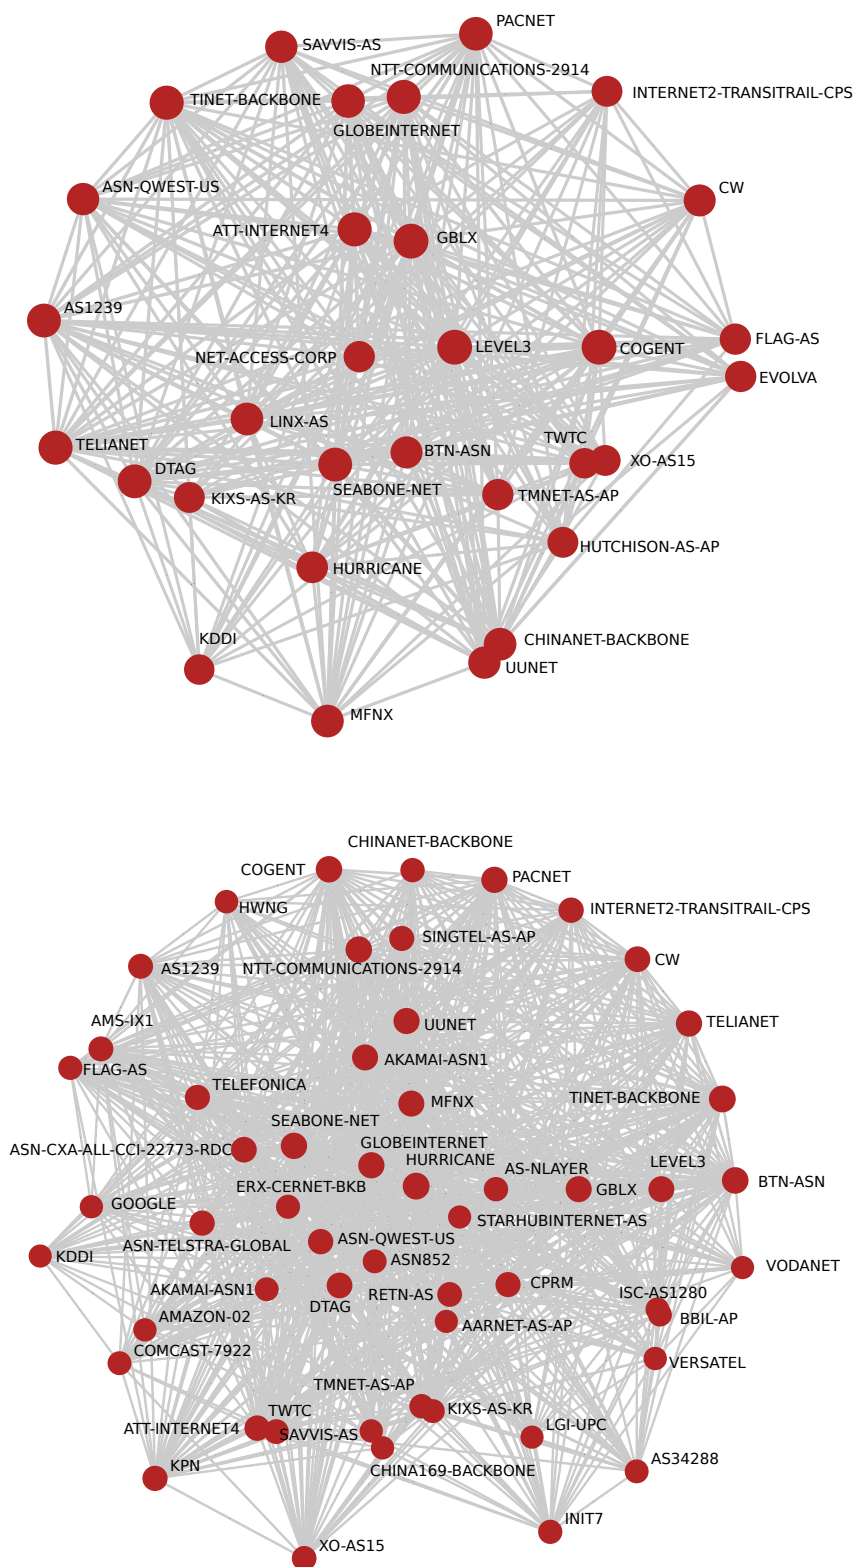 PACNET
SAVVIS-AS
NTT-COMMUNICATIONS-2914
INTERNET2-TRANSITRAIL-CPS
TINET-BACKBONE
GLOBEINTERNET
ASN-QWEST-US
CW
ATT-INTERNET4
GBLX
AS1239
FLAG-AS
LEVEL3
COGENT
NET-ACCESS-CORP
EVOLVA
LINX-AS
TWTC
TELIANET
BTN-ASN
XO-AS15
DTAG
SEABONE-NET
KIXS-AS-KR
TMNET-AS-AP
HUTCHISON-AS-AP
HURRICANE
KDDI
CHINANET-BACKBONE
UUNET
MFNX
CHINANET-BACKBONE
COGENT
PACNET
HWNG
INTERNET2-TRANSITRAIL-CPS
SINGTEL-AS-AP
AS1239
NTT-COMMUNICATIONS-2914
CW
AMS-IX1
UUNET
TELIANET
AKAMAI-ASN1
FLAG-AS
TELEFONICA
TINET-BACKBONE
MFNX
SEABONE-NET
GLOBEINTERNET
ASN-CXA-ALL-CCI-22773-RDC
HURRICANE
AS-NLAYER
LEVEL3
BTN-ASN
ERX-CERNET-BKB
GBLX
GOOGLE
STARHUBINTERNET-AS
ASN-QWEST-US
ASN-TELSTRA-GLOBAL
KDDI
ASN852
VODANET
AKAMAI-ASN1
DTAG
RETN-AS
CPRM
ISC-AS1280
AMAZON-02
AARNET-AS-AP
BBIL-AP
COMCAST-7922
VERSATEL
TMNET-AS-AP
KIXS-AS-KR
TWTC
ATT-INTERNET4
SAVVIS-AS
LGI-UPC
KPN
CHINA169-BACKBONE
AS34288
INIT7
XO-AS15